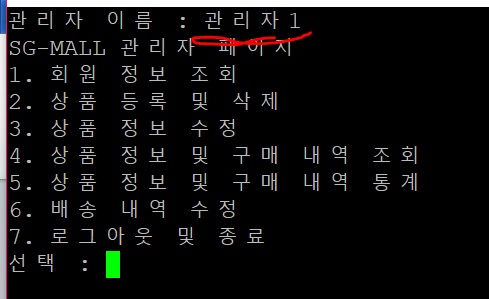 관리자 이름 : 관리자1
SG-MALL 관리자 페이지
1. 회원 정보 조회
2. 상품 등록 및 삭제
3. 상품 정보 수정
4. 상품 정보 및 구매 내역 조회
5. 상품 정보 및 구매 내역 통계
6. 배송 내역 수정
7. 로그아웃 및 종료
선택 :